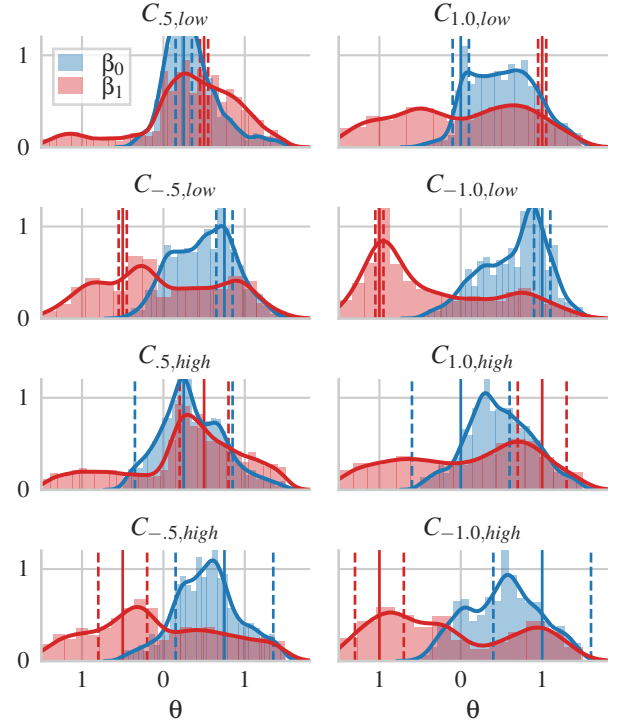 C.5,low
C1.0,low
1
0
β0
β1
C−.5,low
C−1.0,low
1
0
C.5,high
C1.0,high
1
0
C−.5,high
C−1.0,high
1
0
1 0 1 1 0 1
θ θ